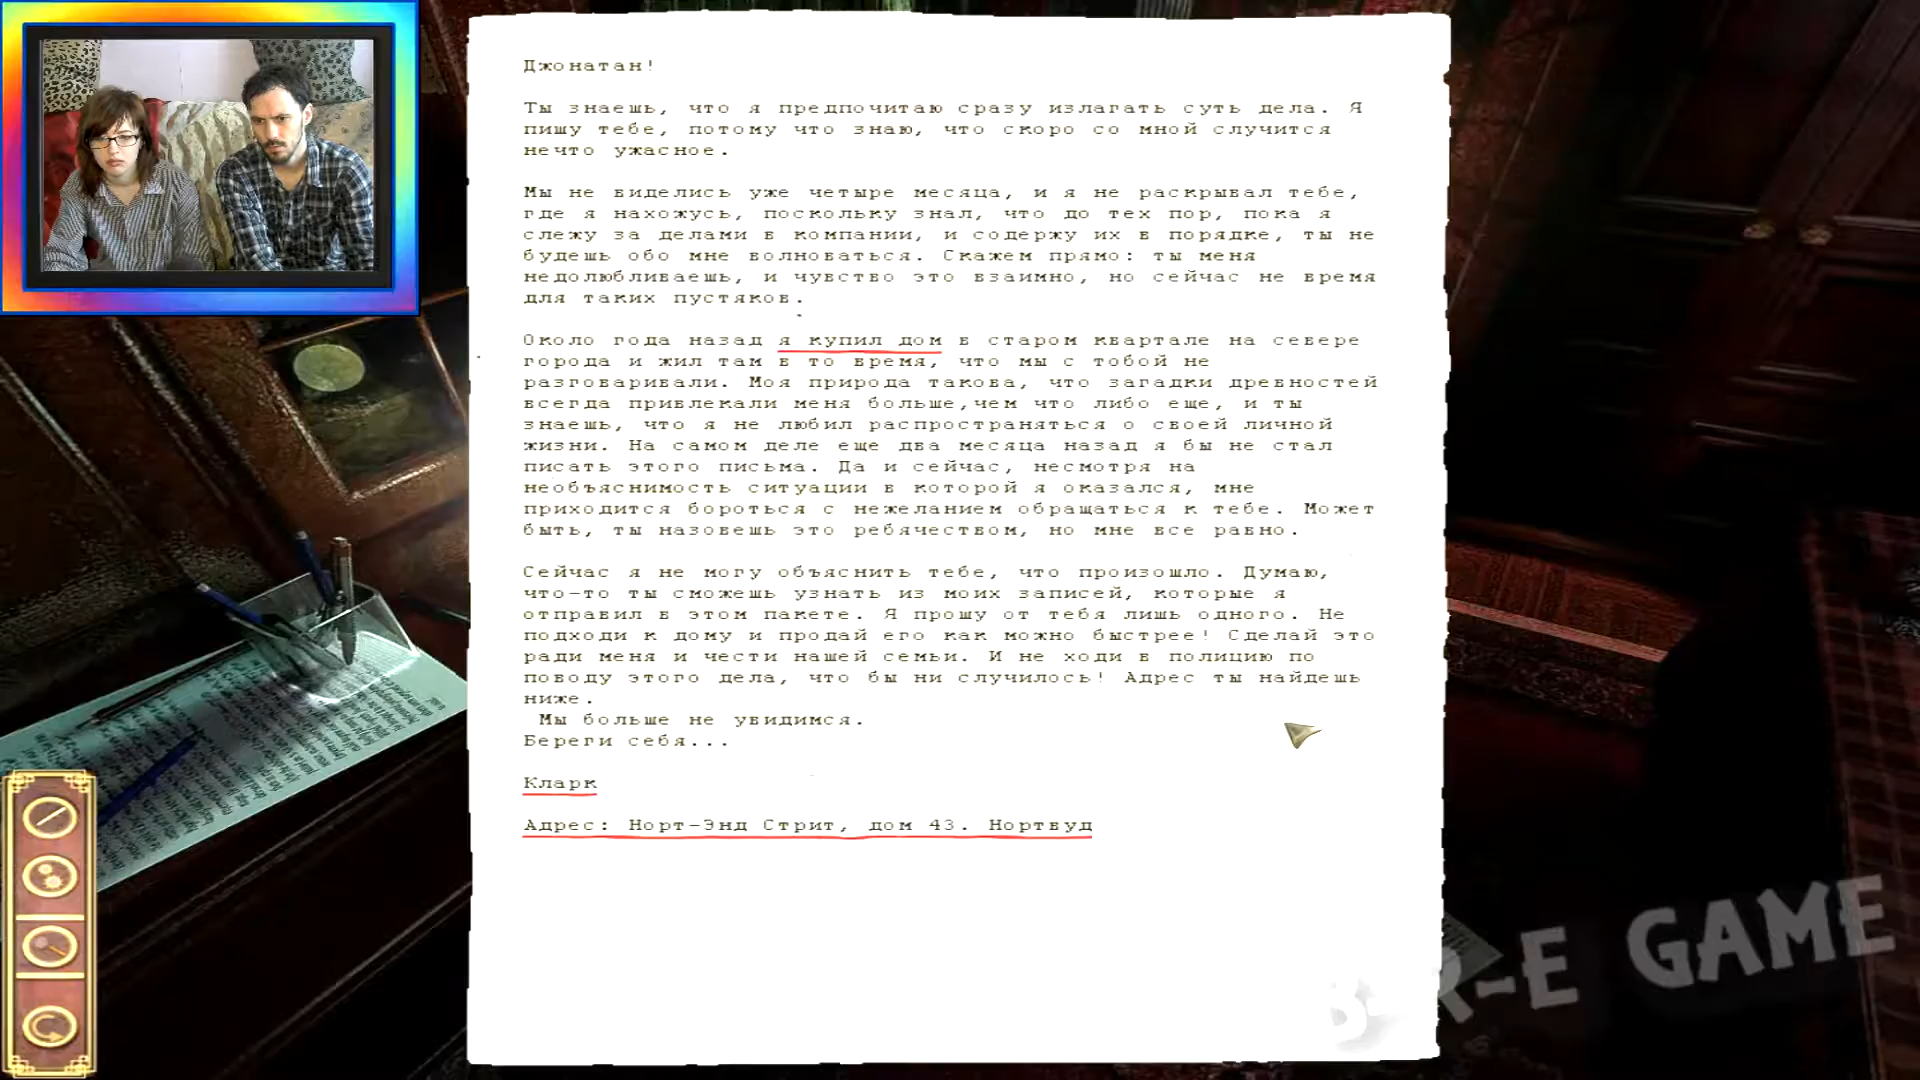 Джонатан!
Ты знаешь, что я предпочитаю сразу излагать суть дела. Я
пишу тебе, потому что знаю, что скоро со мной случится
нечто ужасное.
Мы не виделись уже четыре месяца, и я не раскрывал тебе,
где я нахожусь, поскольку знал, что до тех пор, пока я
слежу за делами в компании, и содержу их в порядке, ты не
будешь обо мне волноваться. Скажем прямо: ты меня
недолюбливаешь, и чувство это взаимно, но сейчас не время
для таких пустяков.
Около года назад я купил дом в старом квартале на севере
города и жил там в то время, что мы с тобой не
разговаривали. Моя природа такова, что загадки древностей
всегда привлекали меня больше,чем что либо еще, и ты
знаешь, что я не любил распространяться о своей личной
жизни. На самом деле еще два месяца назад я бы не стал
писать этого письма. Да и сейчас, несмотря на
необъяснимость ситуации в которой я оказался, мне
приходится бороться с нежеланием обращаться к тебе. Может
быть, ты назовешь это ребячеством, но мне все равно.
Сейчас я не могу объяснить тебе, что произошло. Думаю,
что-то ты сможешь узнать из моих записей, которые я
отправил в этом пакете. Я прошу от тебя лишь одного. Не
подходи к дому и продай его как можно быстрее! Сделай это
ради меня и чести нашей семьи. И не ходи в полицию по
поводу этого дела, что бы ни случилось! Адрес ты найдешь
ниже.
Мы больше не увидимся.
Береги себя...
Кларк
Адрес: Норт-Энд Стрит, дом 43. Нортвуд
GAME